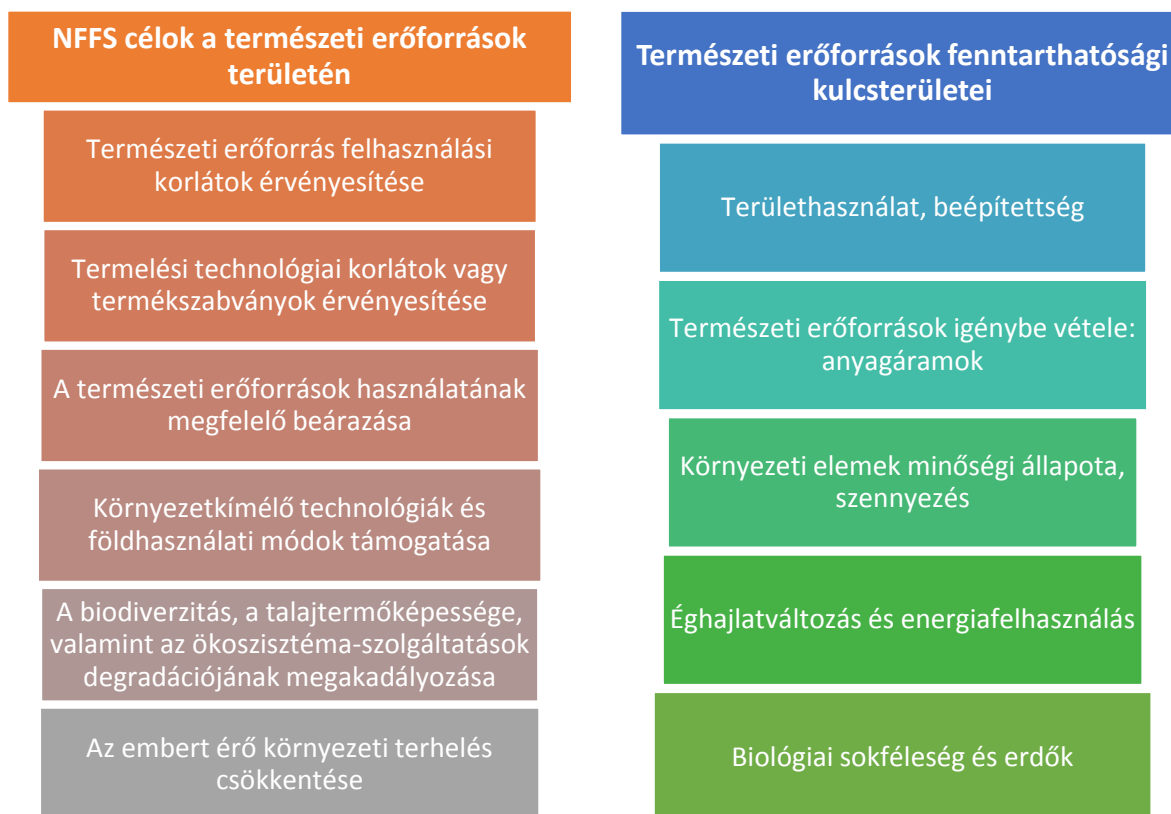 NFFS célok a természeti erőforrások
területén
Természeti erőforrás felhasználási
korlátok érvényesítése
Termelési technológiai korlátok vagy
termékszabványok érvényesítése
A természeti erőforrások használatának
megfelelő beárazása
Környezetkímélő technológiák és
földhasználati módok támogatása
A biodiverzitás, a talajtermőképessége,
valamint az ökoszisztéma-szolgáltatások
degradációjának megakadályozása
Az embert érő környezeti terhelés
csökkentése
Természeti erőforrások fenntarthatósági
kulcsterületei
Területhasználat, beépítettség
Természeti erőforrások igénybe vétele:
anyagáramok
Környezeti elemek minőségi állapota,
szennyezés
Éghajlatváltozás és energiafelhasználás
Biológiai sokféleség és erdők